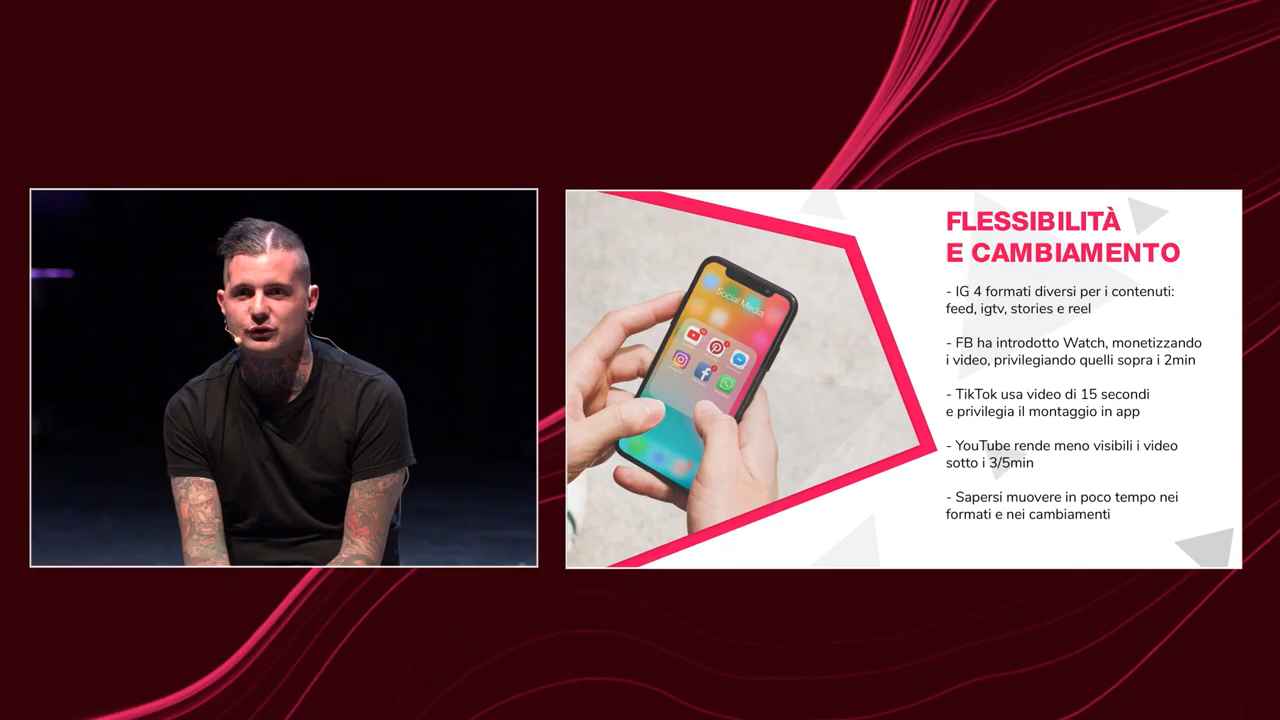 Social Media
FLESSIBILITÀ
E CAMBIAMENTO
- IG 4 formati diversi per i contenuti:
feed, igtv, stories e reel
- FB ha introdotto Watch, monetizzando
i video, privilegiando quelli sopra i 2min
- TikTok usa video di 15 secondi
e privilegia il montaggio in app
- YouTube rende meno visibili i video
sotto i 3/5min
- Sapersi muovere in poco tempo nei
formati e nei cambiamenti